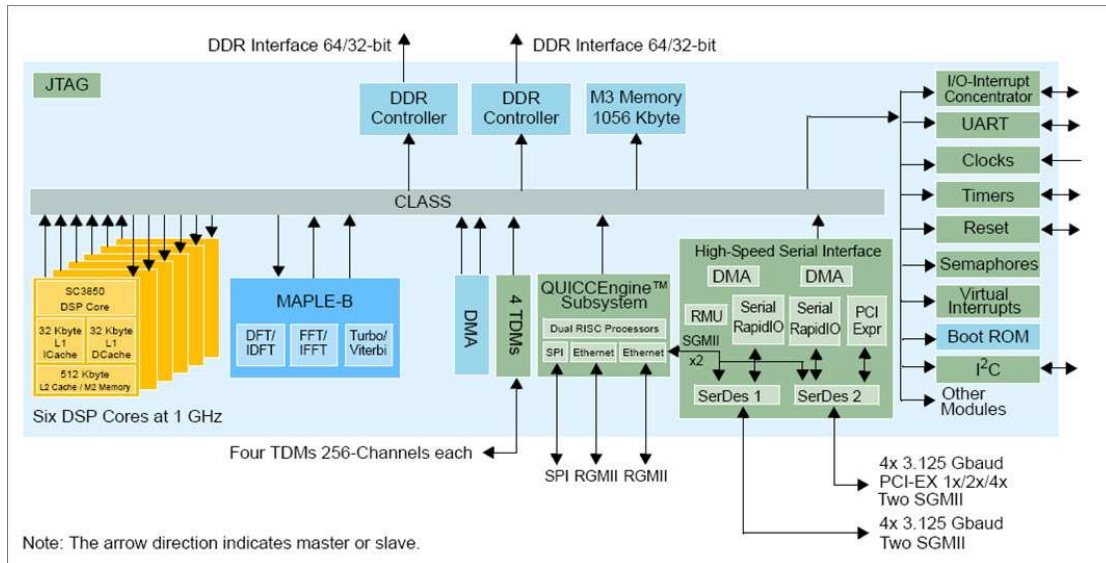 DDR Interface 64/32-bit
DDR Interface 64/32-bit
JTAG
DDR
Controller
DDR
Controller
M3 Memory
1056 Kbyte
I/O-Interrupt
Concentrator
UART
Clocks
Timers
Reset
Semaphores
Virtual
Interrupts
Boot ROM
I²C
Other
Modules
CLASS
SC3850
DSP Core
32 Kbyte
L1
ICache
32 Kbyte
L1
DCache
512 Kbyte
L2 Cache / M2 Memory
Six DSP Cores at 1 GHz
MAPLE-B
DFT/
IDFT
FFT/
IFFT
Turbo/
Viterbi
DMA
4 TDMs
QUICCEngine™
Subsystem
Dual RISC Processors
SPI
Ethernet
Ethernet
High-Speed Serial Interface
DMA
DMA
RMU
Serial
RapidIO
Serial
RapidIO
PCI
Expr
SGMII
x2
SerDes 1
SerDes 2
Four TDMs 256-Channels each
SPI
RGMII
RGMII
4x 3.125 Gbaud
PCI-EX 1x/2x/4x
Two SGMII
4x 3.125 Gbaud
Two SGMII
Note: The arrow direction indicates master or slave.